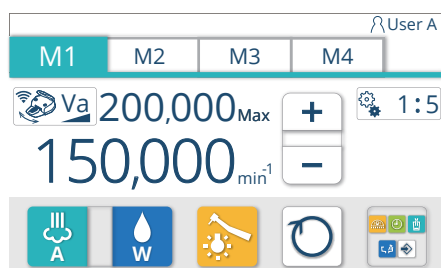 User A
M1 M2 M3 M4
Va 200,000 Max + 1:5
150,000 min-1 −
A W